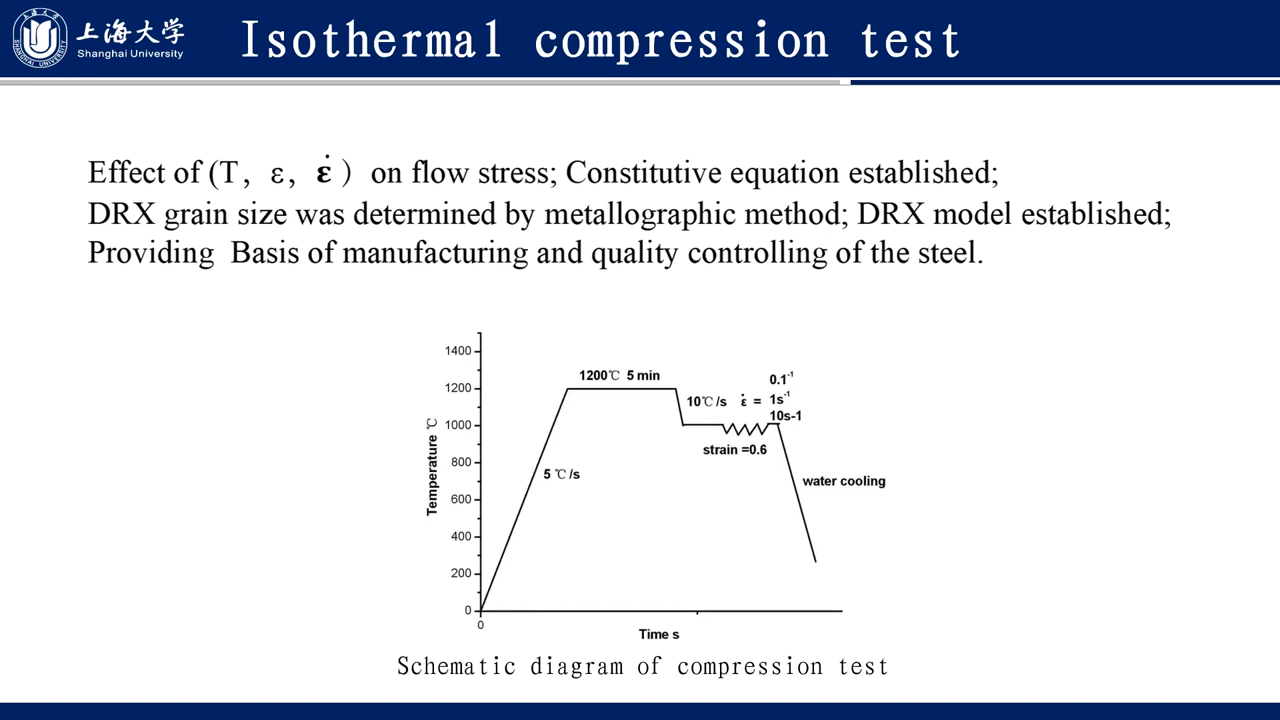 上海大学
Shanghai University
SHANGHAI UNIVERSITY
Isothermal compression test
Effect of (T, ε, ε̇ ) on flow stress; Constitutive equation established;
DRX grain size was determined by metallographic method; DRX model established;
Providing Basis of manufacturing and quality controlling of the steel.
1400
1200
1000
800
600
400
200
0
0
Temperature ℃
1200℃ 5 min
5 ℃/s
10℃/s ε̇ =
0.1⁻¹
1s⁻¹
10s-1
strain =0.6
water cooling
Time s
Schematic diagram of compression test